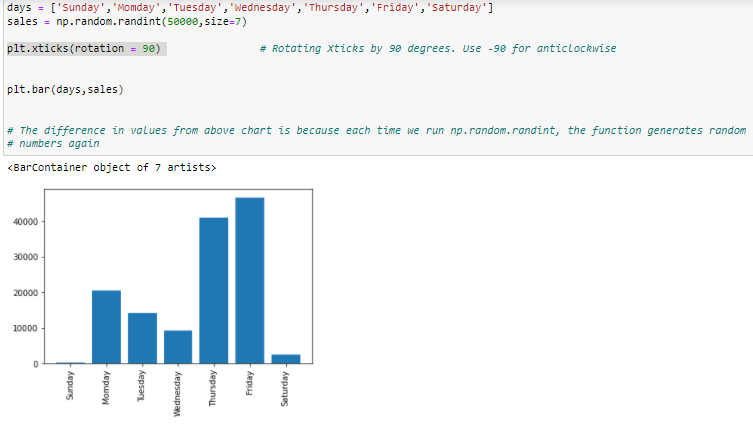 days = ['Sunday','Momday','Tuesday','Wednesday','Thursday','Friday','Saturday']
sales = np.random.randint(50000,size=7)
plt.xticks(rotation = 90) # Rotating Xticks by 90 degrees. Use -90 for anticlockwise
plt.bar(days,sales)
# The difference in values from above chart is because each time we run np.random.randint, the function generates random
# numbers again
<BarContainer object of 7 artists>
40000
30000
20000
10000
0
Sunday
Momday
Tuesday
Wednesday
Thursday
Friday
Saturday